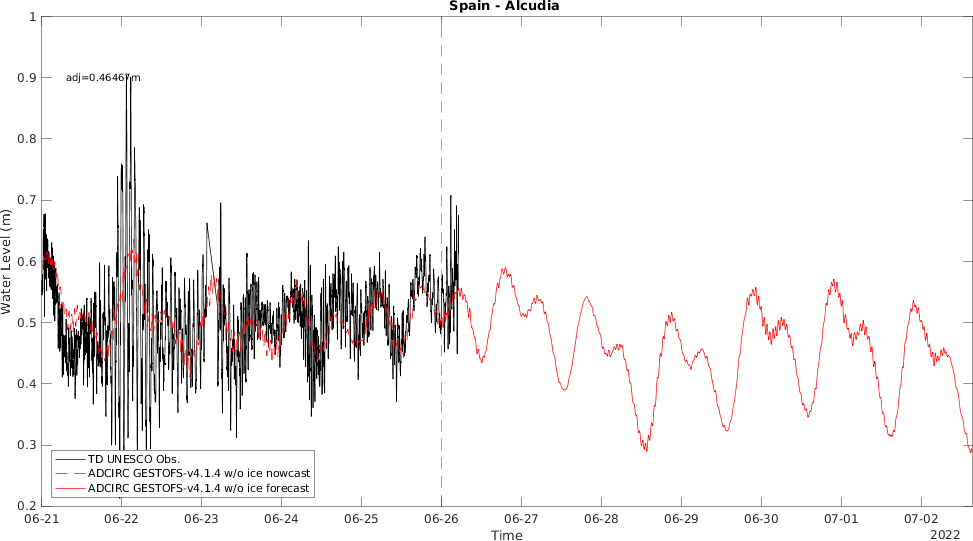 Spain - Alcudia
adj=0.46467m
Water Level (m)
1
0.9
0.8
0.7
0.6
0.5
0.4
0.3
0.2
TD UNESCO Obs.
ADCIRC GESTOFS-v4.1.4 w/o ice nowcast
ADCIRC GESTOFS-v4.1.4 w/o ice forecast
06-21 06-22 06-23 06-24 06-25 06-26 06-27 06-28 06-29 06-30 07-01 07-02
2022
Time